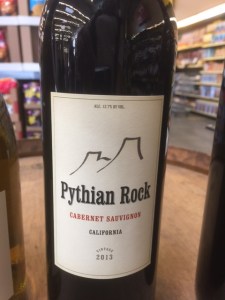 ALC. 13.7% BY VOL.
Pythian Rock
CABERNET SAUVIGNON
CALIFORNIA
VINTAGE
2013